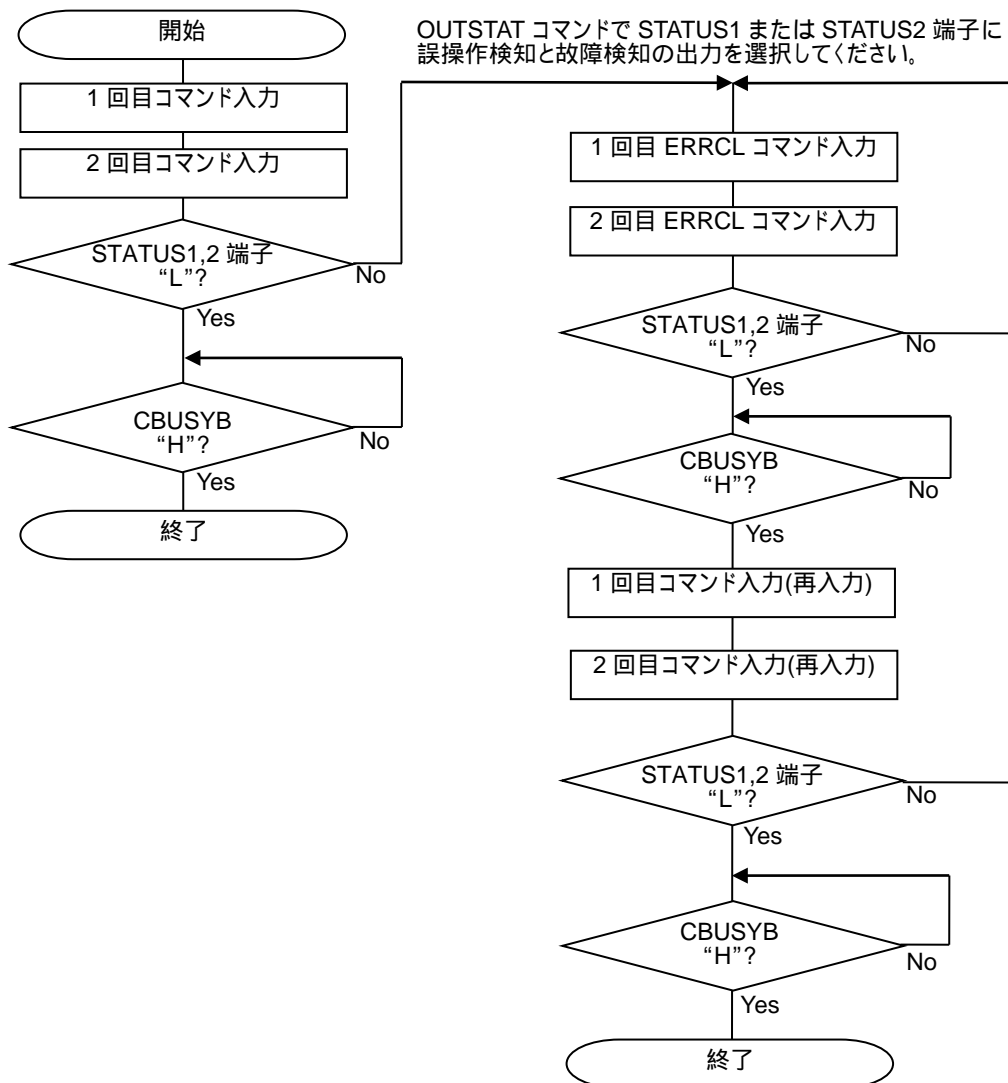 開始
1 回目コマンド入力
2 回目コマンド入力
STATUS1,2 端子
“L”?
No
Yes
CBUSYB
“H”?
No
Yes
終了
OUTSTAT コマンドで STATUS1 または STATUS2 端子に
誤操作検知と故障検知の出力を選択してください。
1 回目 ERRCL コマンド入力
2 回目 ERRCL コマンド入力
STATUS1,2 端子
“L”?
No
Yes
CBUSYB
“H”?
No
Yes
1 回目コマンド入力(再入力)
2 回目コマンド入力(再入力)
STATUS1,2 端子
“L”?
No
Yes
CBUSYB
“H”?
No
Yes
終了